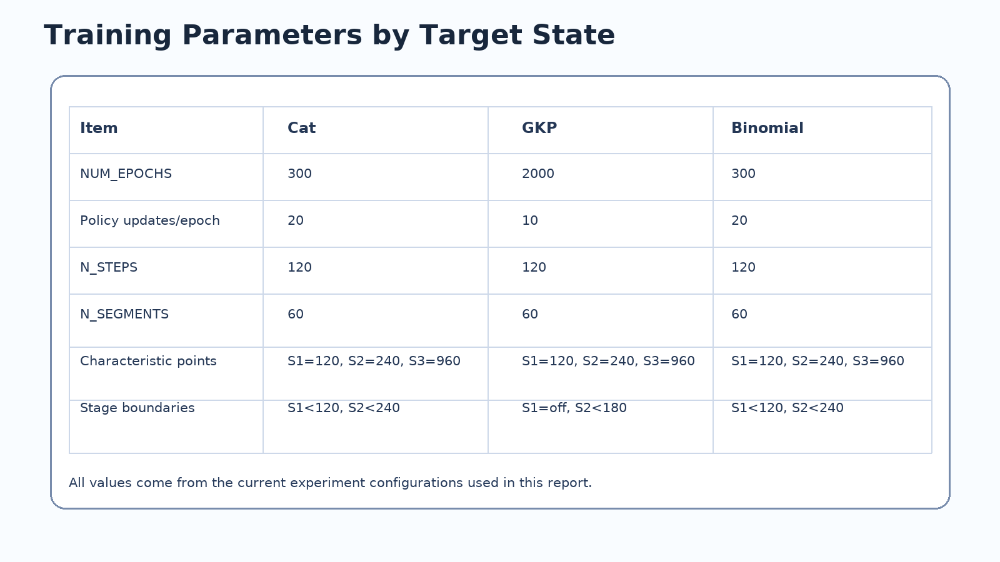 Training Parameters by Target State
Item Cat GKP Binomial
NUM_EPOCHS 300 2000 300
Policy updates/epoch 20 10 20
N_STEPS 120 120 120
N_SEGMENTS 60 60 60
Characteristic points S1=120, S2=240, S3=960 S1=120, S2=240, S3=960 S1=120, S2=240, S3=960
Stage boundaries S1<120, S2<240 S1=off, S2<180 S1<120, S2<240
All values come from the current experiment configurations used in this report.